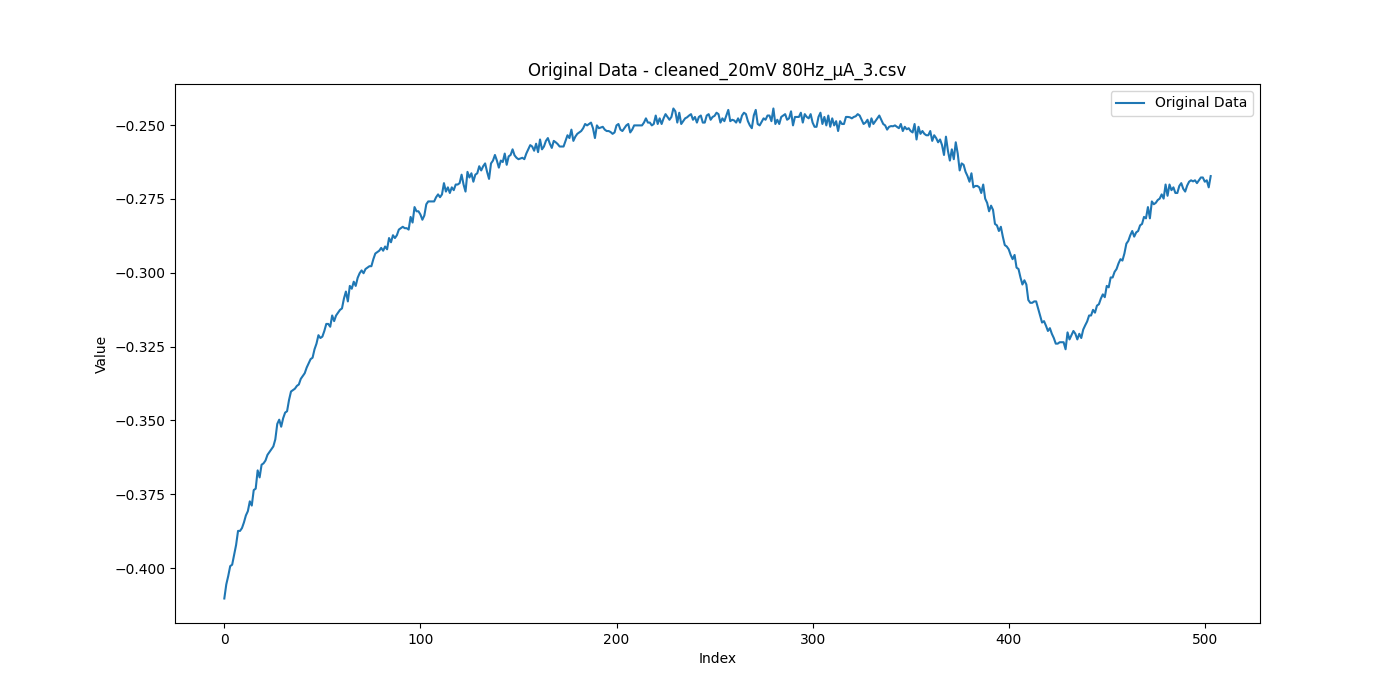 Original Data - cleaned_20mV 80Hz_µA_3.csv
Original Data
−0.250
−0.275
−0.300
−0.325
−0.350
−0.375
−0.400
Value
0 100 200 300 400 500
Index